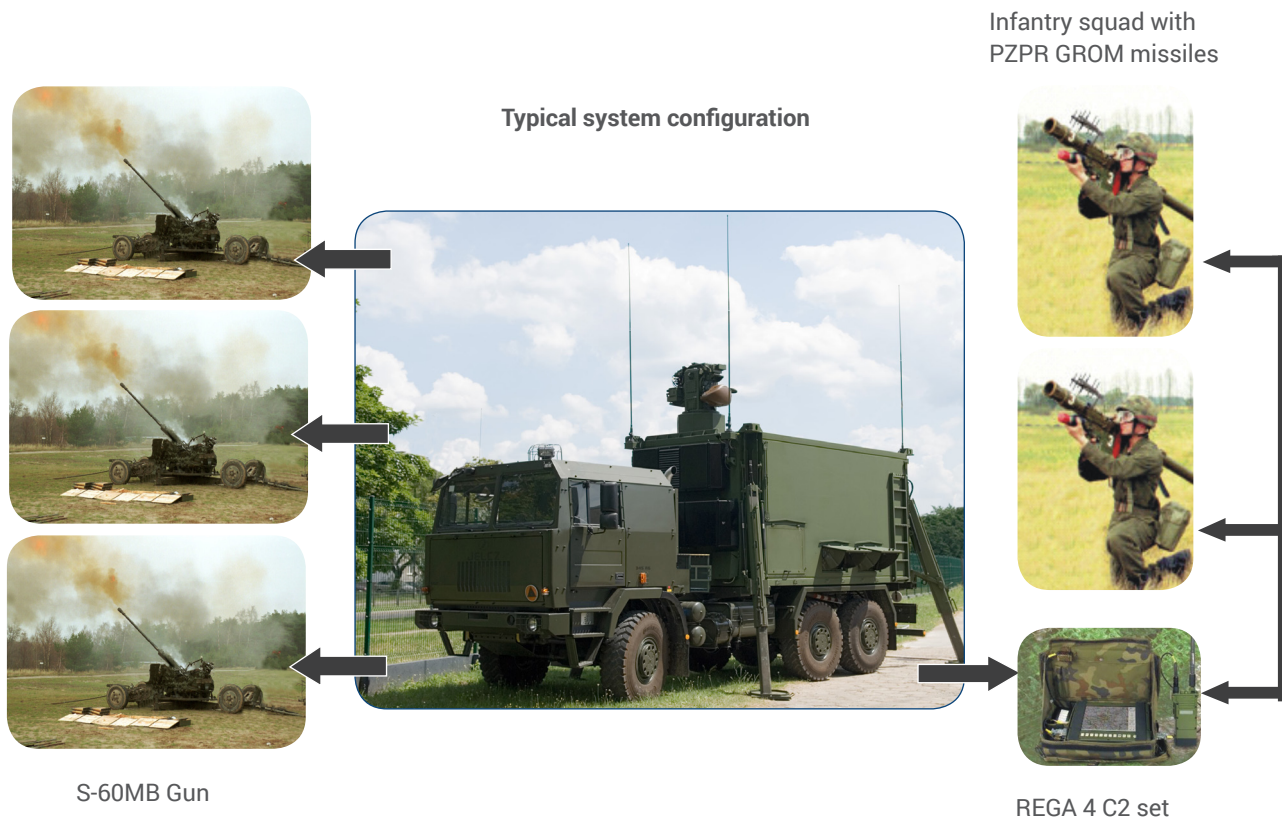 Infantry squad with
PZPR GROM missiles
Typical system configuration
S-60MB Gun
REGA 4 C2 set